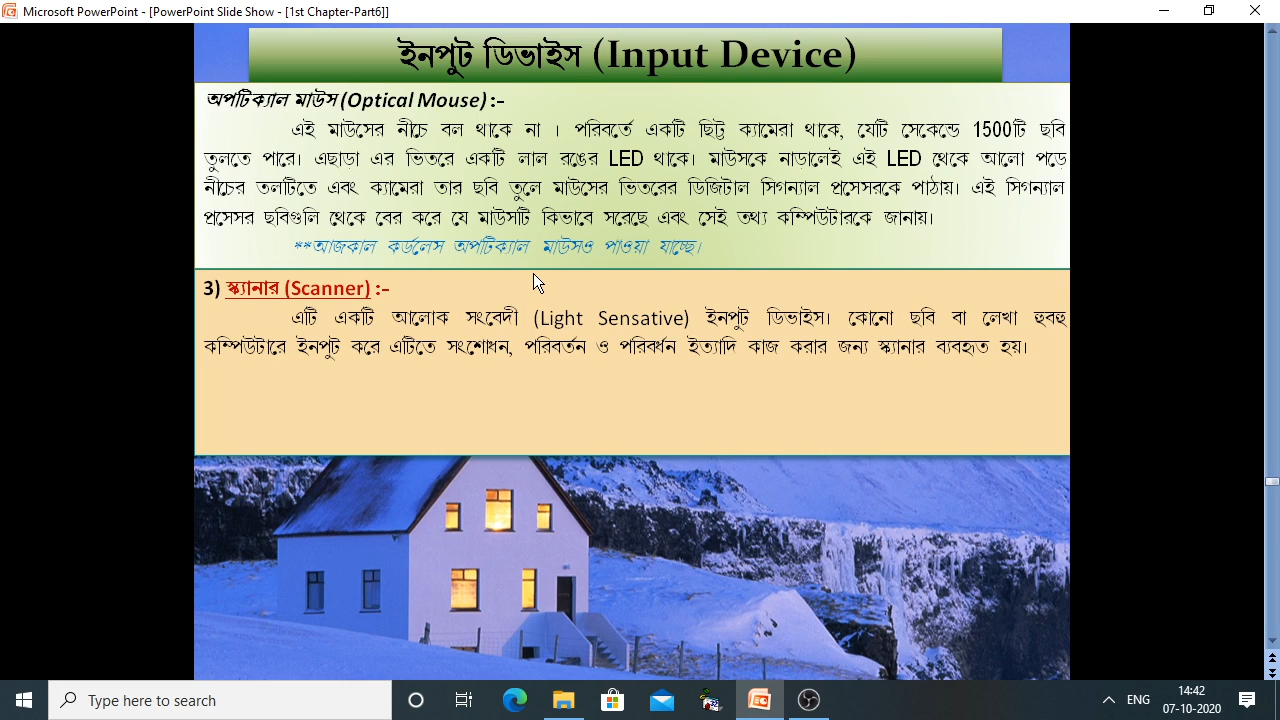 Microsoft PowerPoint - [PowerPoint Slide Show - [1st Chapter-Part6]]
ইনপুট ডিভাইস (Input Device)
অপটিক্যাল মাউস (Optical Mouse) :-
এই মাউসের নীচে বল থাকে না । পরিবর্তে একটি ছিট্ট ক্যামেরা থাকে, যেটি সেকেন্ডে 1500টি ছবি
তুলতে পারে। এছাড়া এর ভিতরে একটি লাল রঙের LED থাকে। মাউসকে নাড়ালেই এই LED থেকে আলো পড়ে
নীচের তলটিতে এবং ক্যামেরা তার ছবি তুলে মাউসের ভিতরের ডিজিটাল সিগন্যাল প্রসেসরকে পাঠায়। এই সিগন্যাল
প্রসেসর ছবিগুলি থেকে বের করে যে মাউসটি কিভাবে সরেছে এবং সেই তথ্য কম্পিউটারকে জানায়।
**আজকাল কর্ডলেস অপটিক্যাল মাউসও পাওয়া যাচ্ছে।
3) স্ক্যানার (Scanner) :-
এটি একটি আলোক সংবেদী (Light Sensative) ইনপুট ডিভাইস। কোনো ছবি বা লেখা হুবহু
কম্পিউটারে ইনপুট করে এটিতে সংশোধন, পরিবর্তন ও পরিবর্ধন ইত্যাদি কাজ করার জন্য স্ক্যানার ব্যবহৃত হয়।
Type here to search
ENG
14:42
07-10-2020